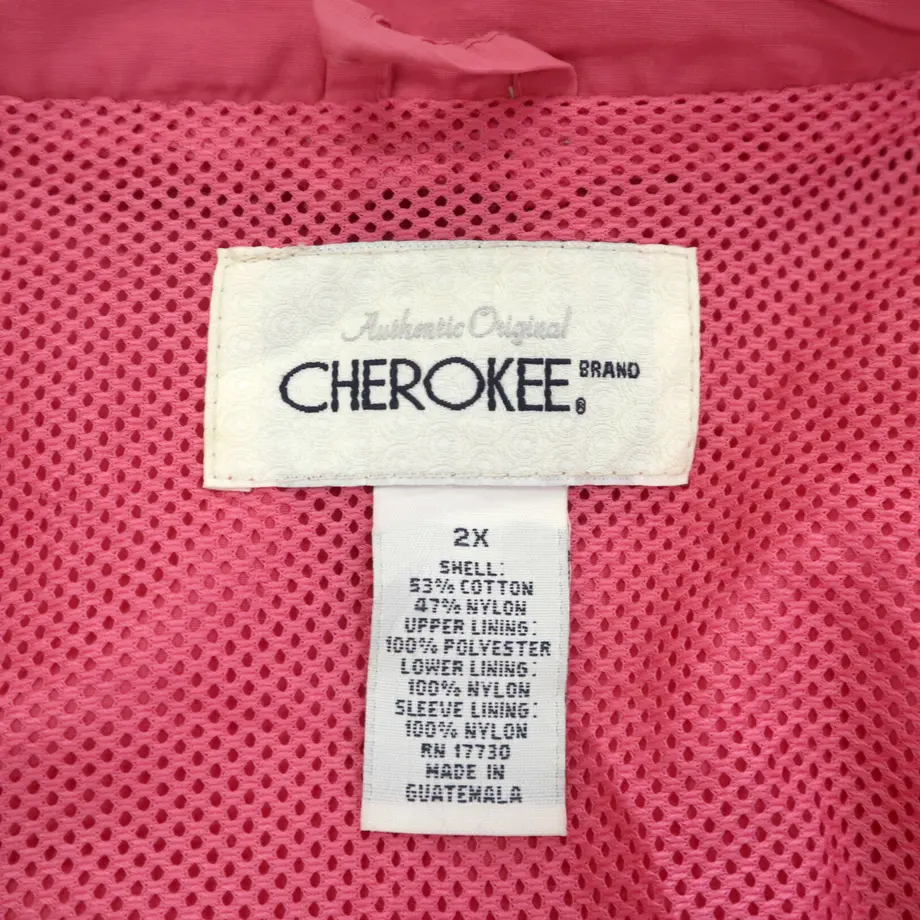 Authentic Original
CHEROKEE BRAND ®
2X
SHELL:
53% COTTON
47% NYLON
UPPER LINING:
100% POLYESTER
LOWER LINING:
100% NYLON
SLEEVE LINING:
100% NYLON
RN 17730
MADE IN
GUATEMALA